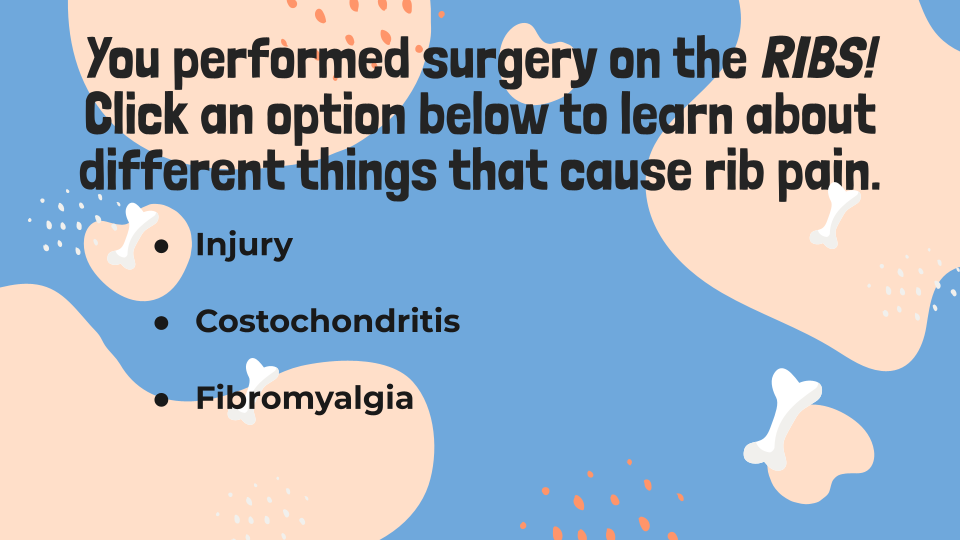 You performed surgery on the RIBS!
Click an option below to learn about
different things that cause rib pain.
● Injury
● Costochondritis
● Fibromyalgia